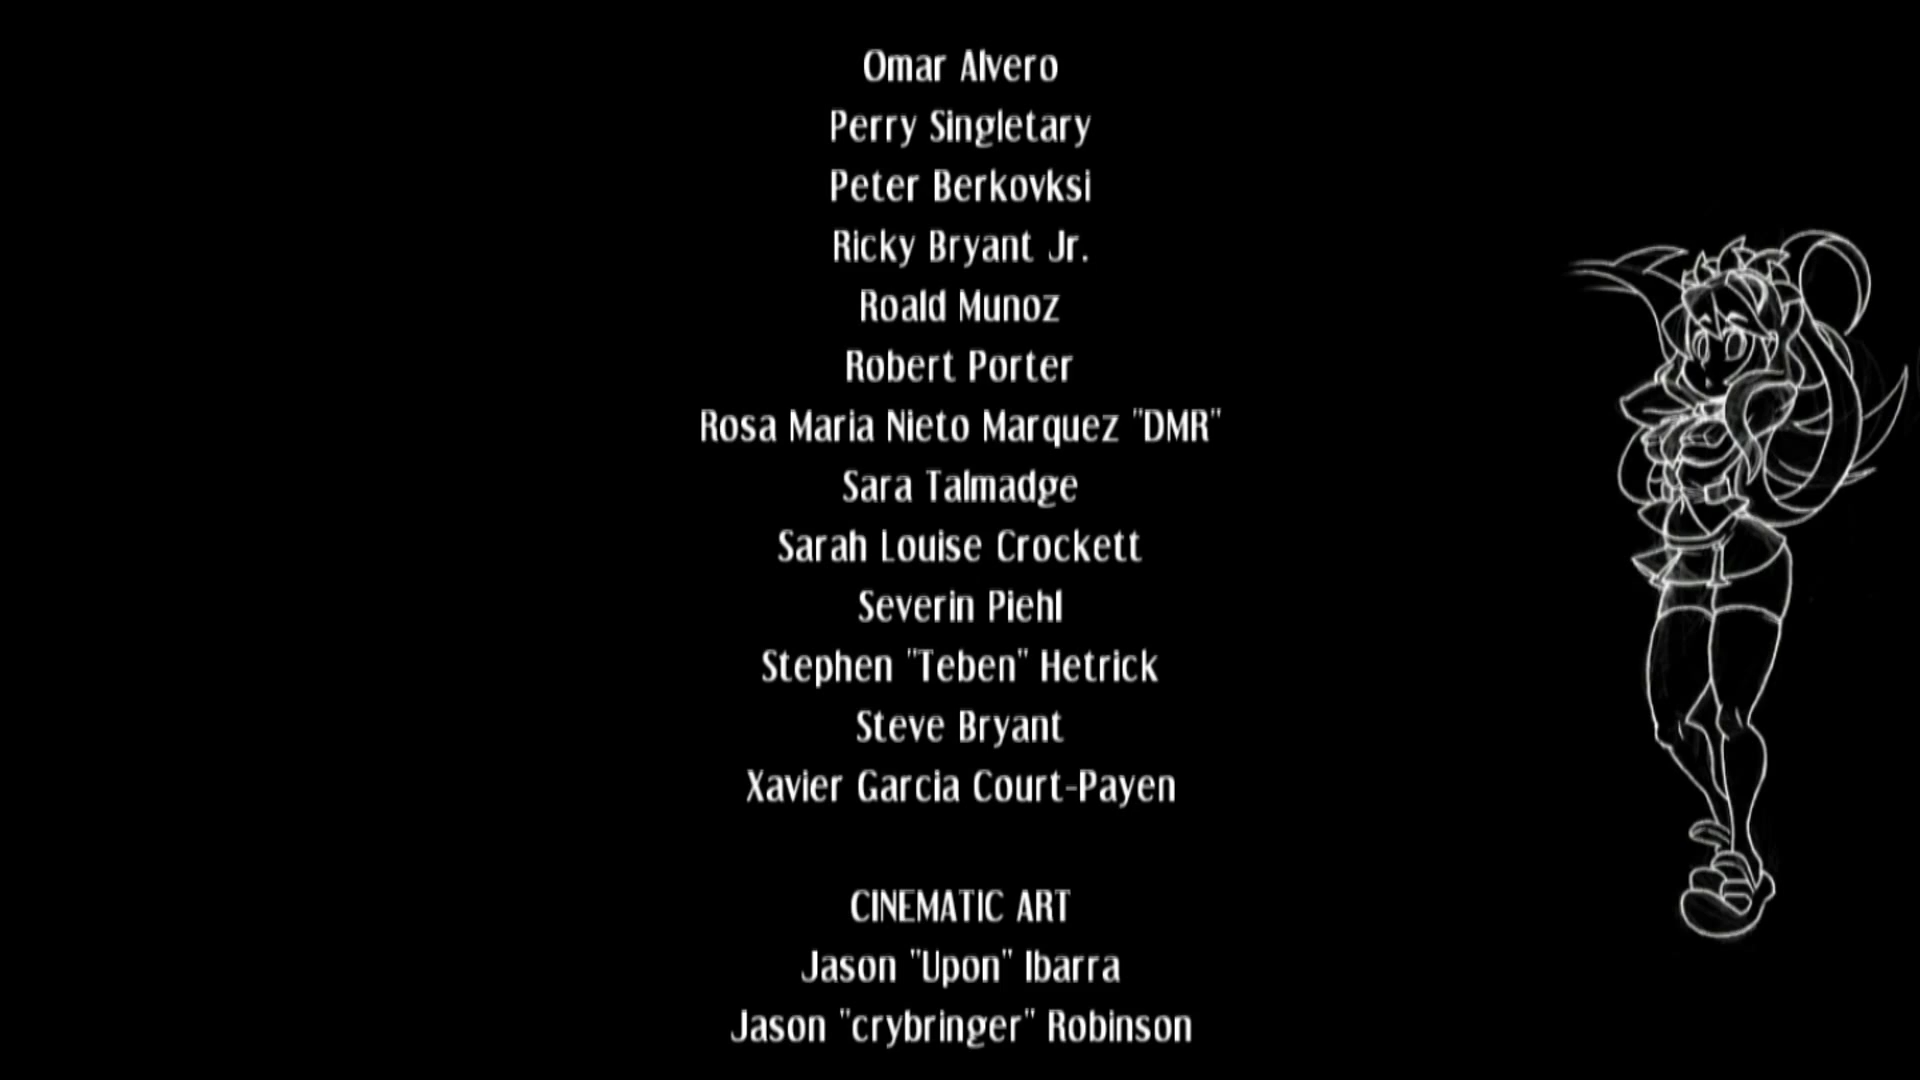 Omar Alvero
Perry Singletary
Peter Berkovksi
Ricky Bryant Jr.
Roald Munoz
Robert Porter
Rosa Maria Nieto Marquez "DMR"
Sara Talmadge
Sarah Louise Crockett
Severin Piehl
Stephen "Teben" Hetrick
Steve Bryant
Xavier Garcia Court-Payen
CINEMATIC ART
Jason "Upon" Ibarra
Jason "crybringer" Robinson